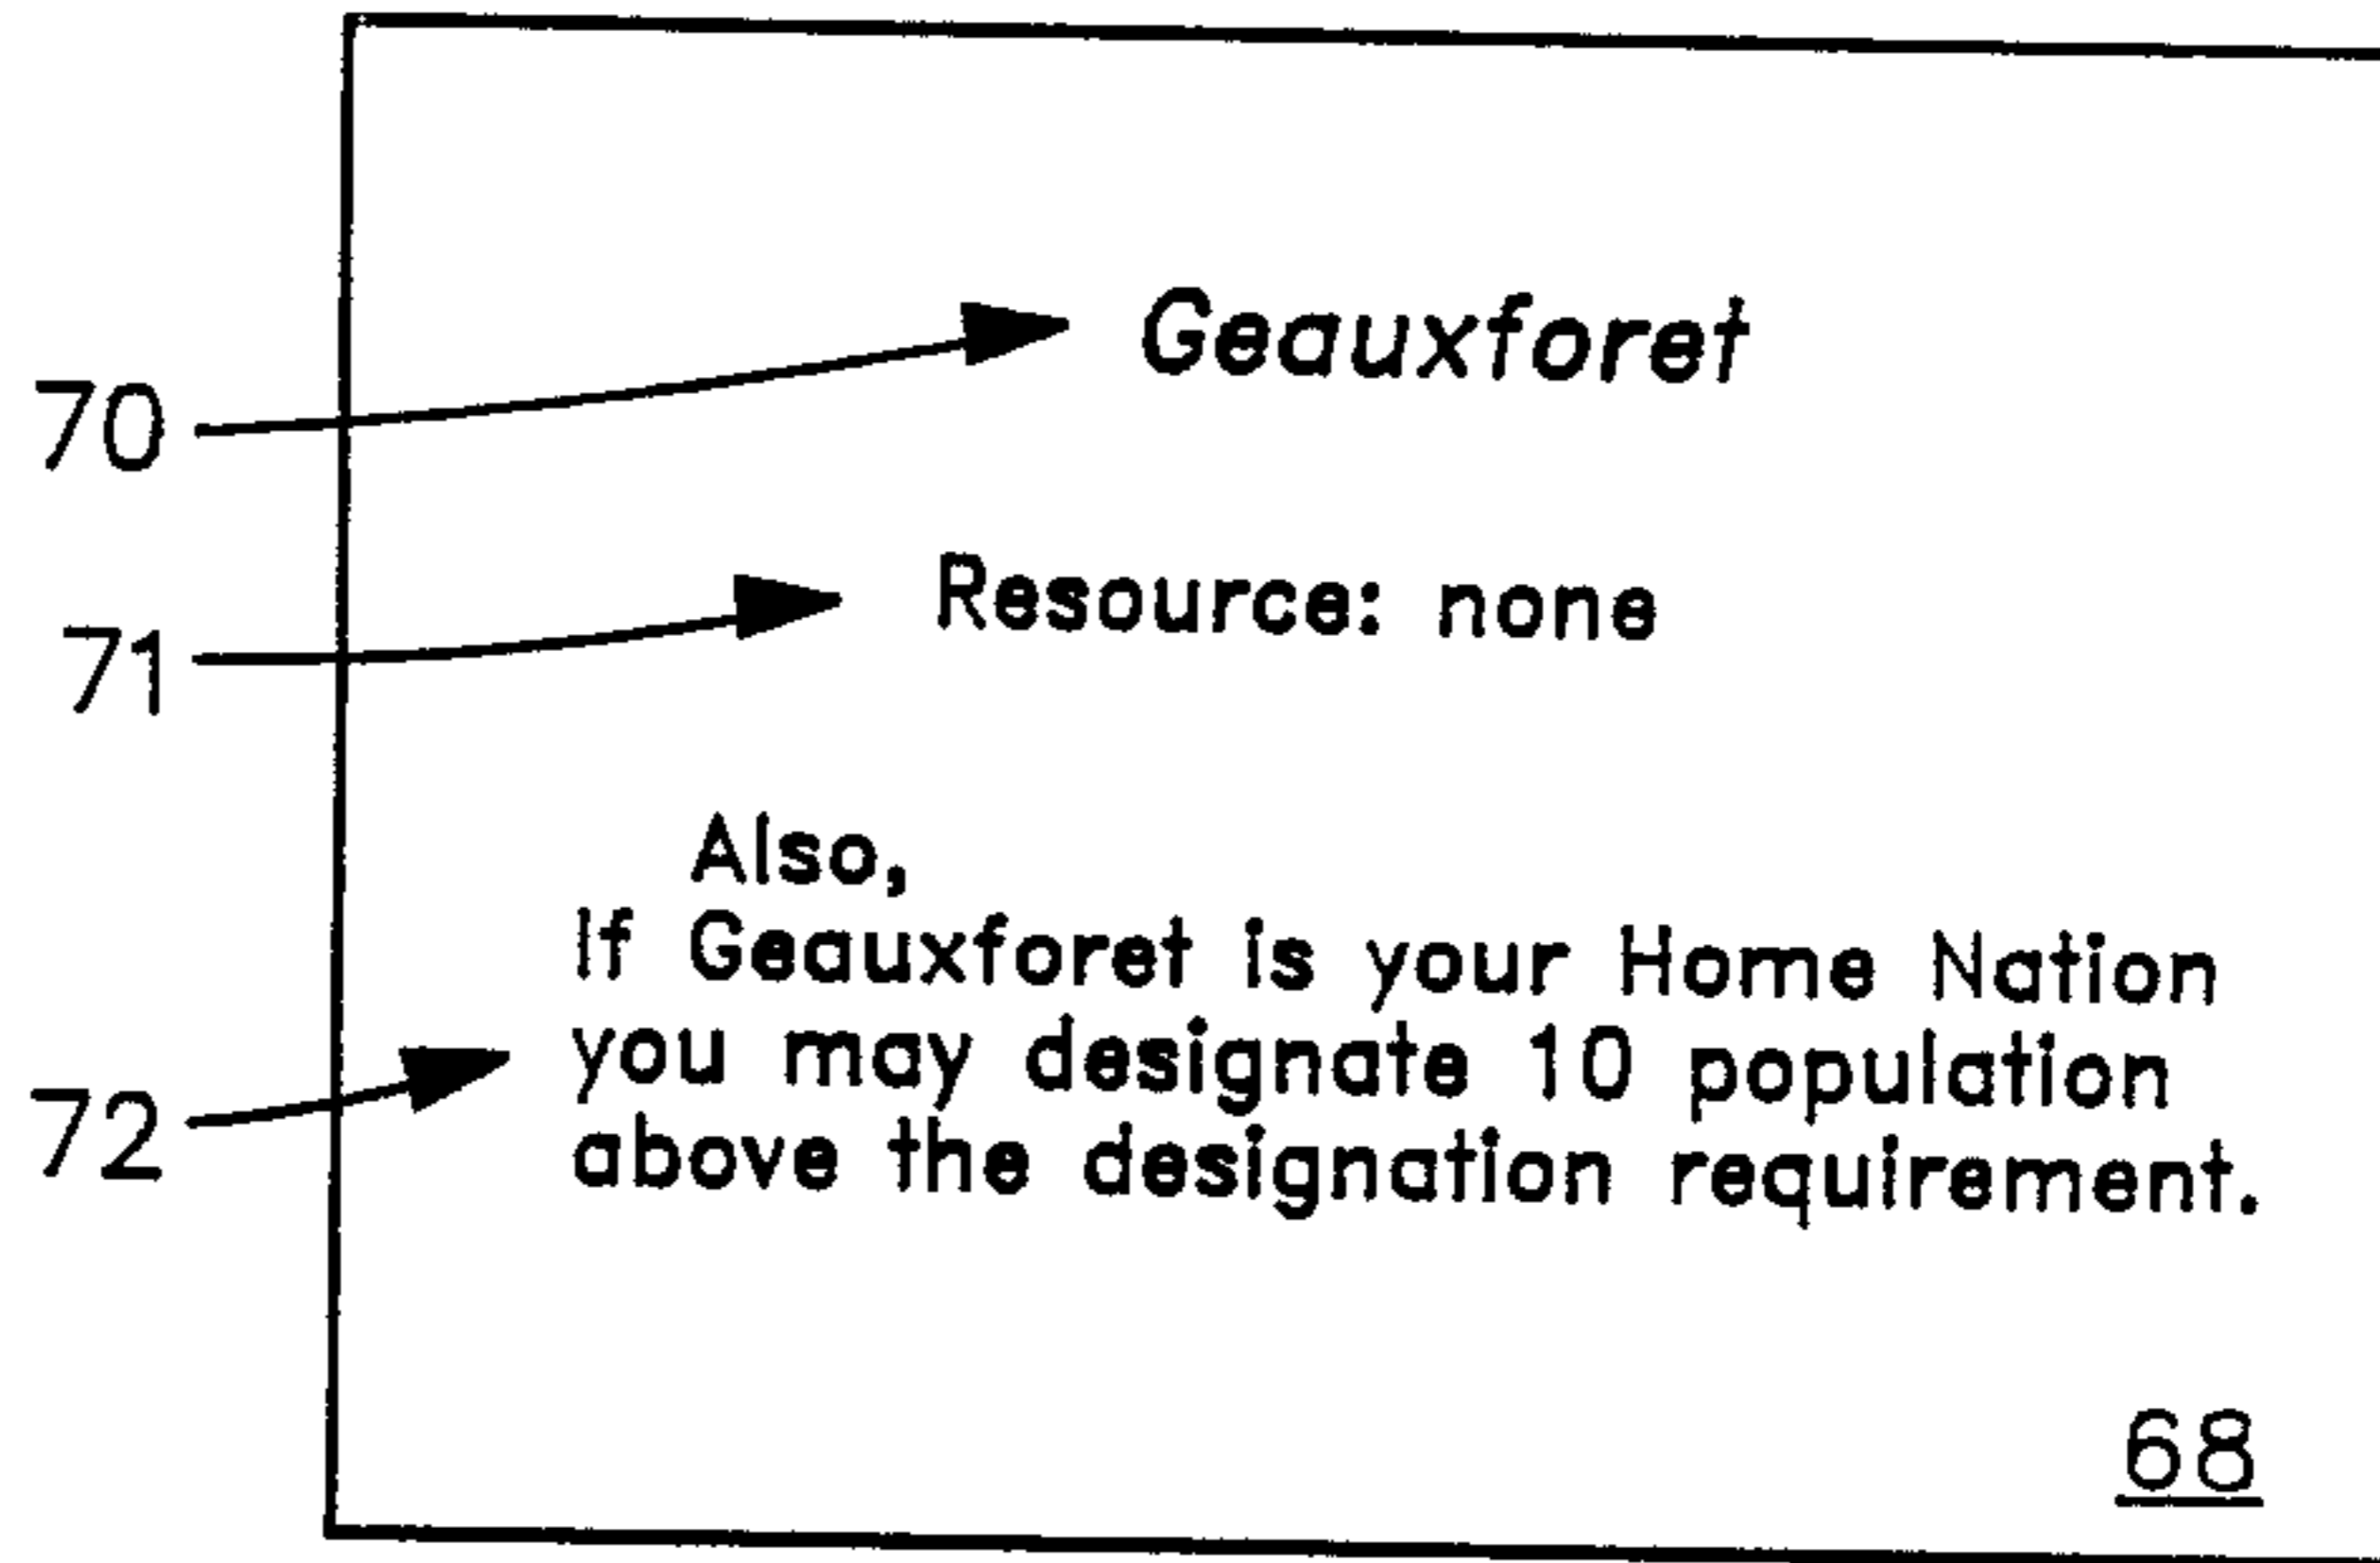 70
Geauxforet
71
Resource: none
Also,
If Geauxforet is your Home Nation
72
you may designate 10 population
above the designation requirement.
68